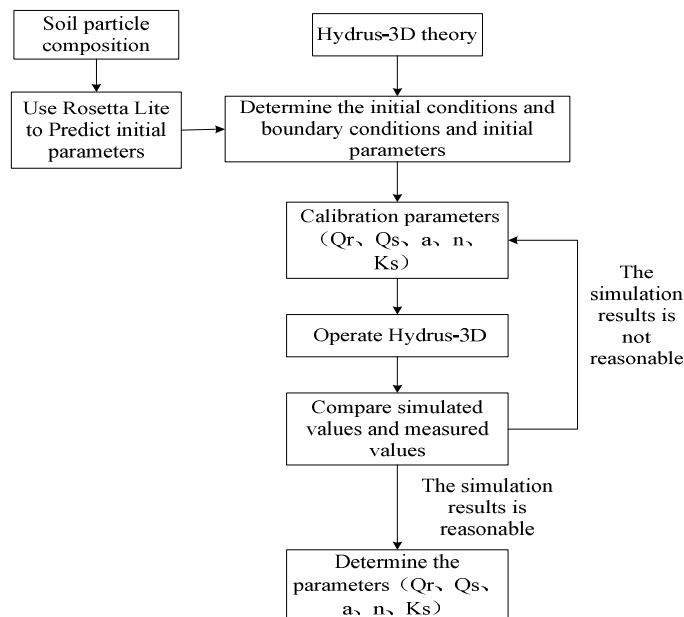 Soil particle
composition
Hydrus-3D theory
Use Rosetta Lite
to Predict initial
parameters
Determine the initial conditions and
boundary conditions and initial
parameters
Calibration parameters
（Qr、Qs、a、n、
Ks）
The
simulation
results is
not
reasonable
Operate Hydrus-3D
Compare simulated
values and measured
values
The simulation
results is
reasonable
Determine the
parameters（Qr、Qs、
a、n、Ks）